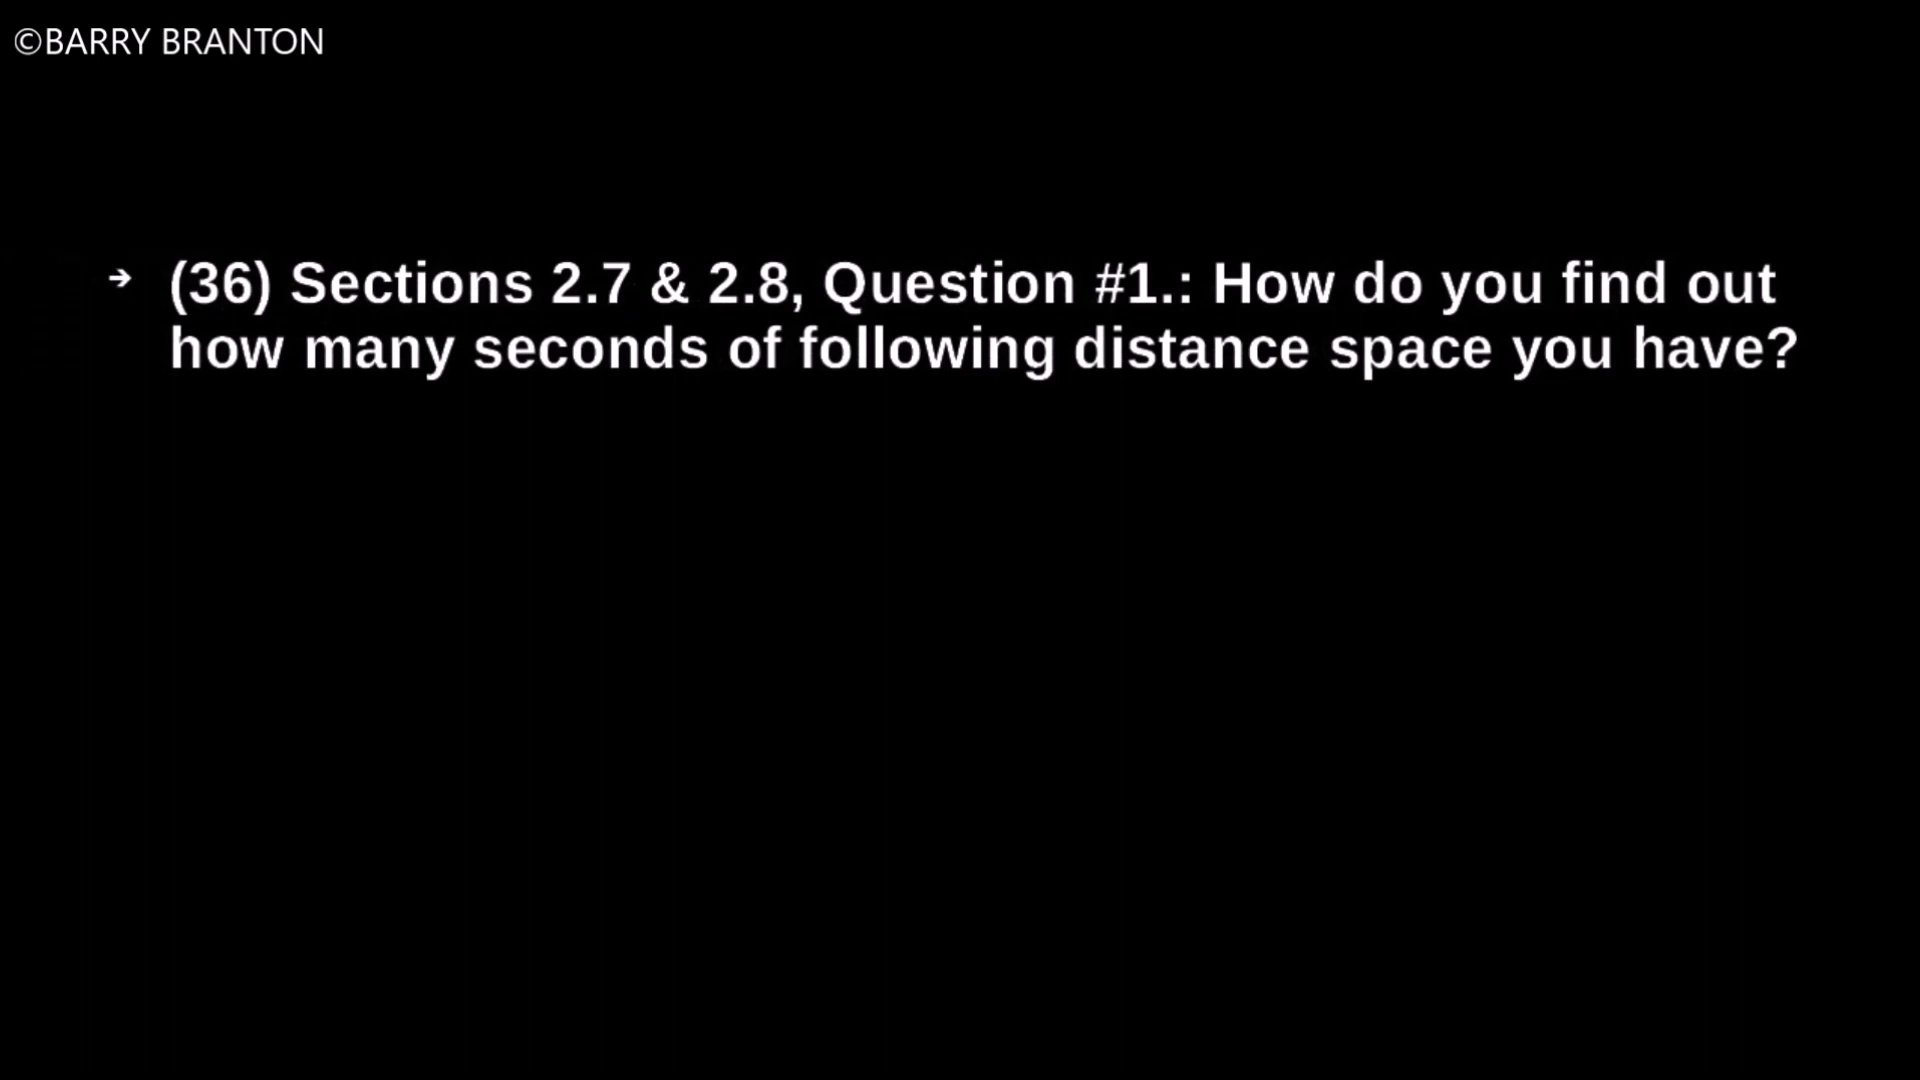 ©BARRY BRANTON
➔ (36) Sections 2.7 & 2.8, Question #1.: How do you find out
how many seconds of following distance space you have?